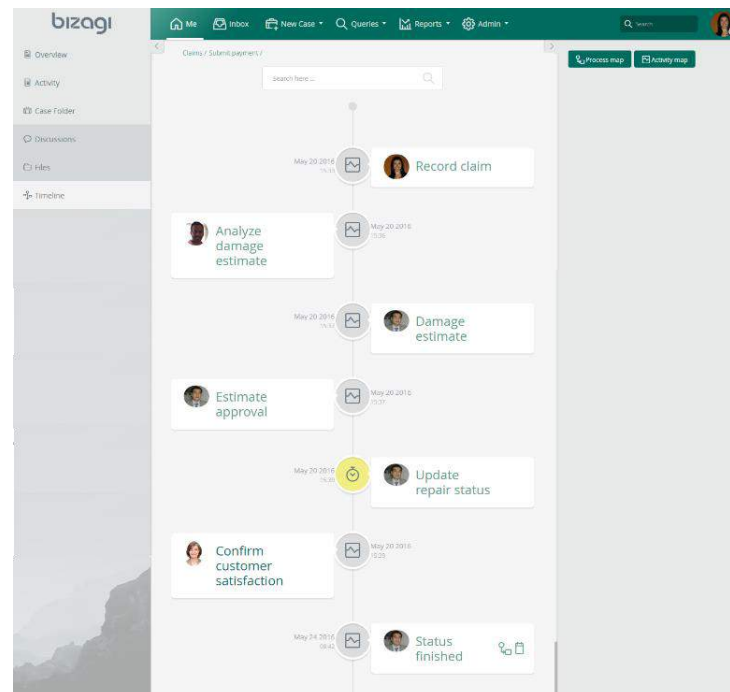 bizagi
Me
Inbox
New Case
Queries
Reports
Admin
Search
Overview
Activity
Case Folder
Discussions
Files
Timeline
Claims / Submit payment /
Search here ...
Process map
Activity map
May 20 2016
Record claim
Analyze
damage
estimate
May 20 2016
May 20 2016
Damage
estimate
Estimate
approval
May 20 2016
May 20 2016
Update
repair status
Confirm
customer
satisfaction
May 20 2016
May 24 2016
Status
finished